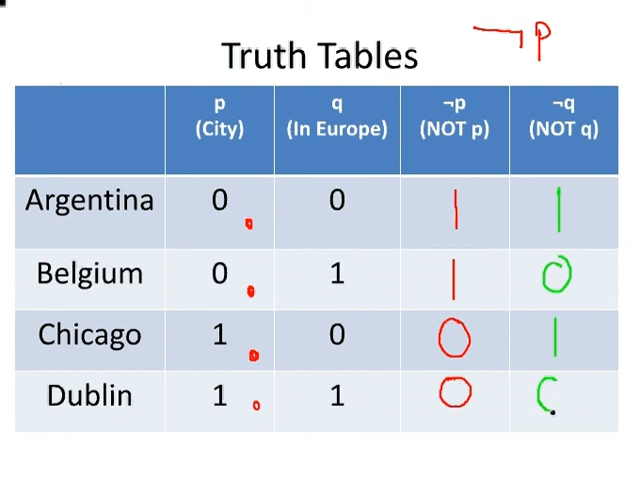 ¬p
Truth Tables
p q ¬p ¬q
(City) (In Europe) (NOT p) (NOT q)
Argentina 0 0 1 1
Belgium 0 1 1 0
Chicago 1 0 0 1
Dublin 1 1 0